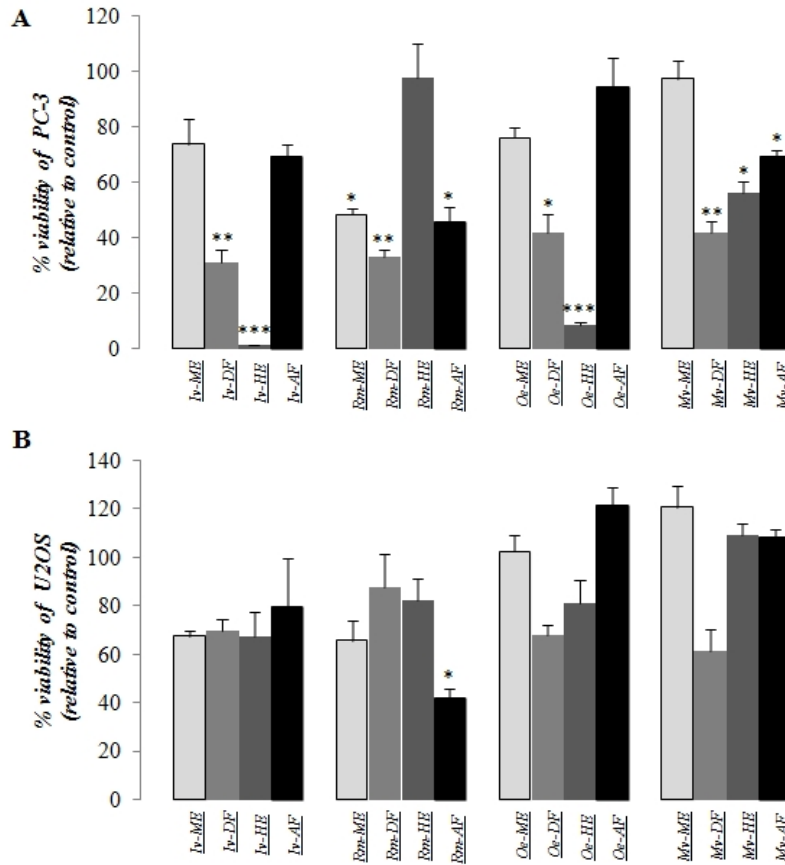 A
120
100
80
60
40
20
0
% viability of PC-3
(relative to control)
** *** * ** * * *** ** * *
Iv-ME Iv-DF Iv-HE Iv-AF Rm-ME Rm-DF Rm-HE Rm-AF Oe-ME Oe-DF Oe-HE Oe-AF Mv-ME Mv-DF Mv-HE Mv-AF
B
140
120
100
80
60
40
20
0
% viability of U2OS
(relative to control)
*
Iv-ME Iv-DF Iv-HE Iv-AF Rm-ME Rm-DF Rm-HE Rm-AF Oe-ME Oe-DF Oe-HE Oe-AF Mv-ME Mv-DF Mv-HE Mv-AF